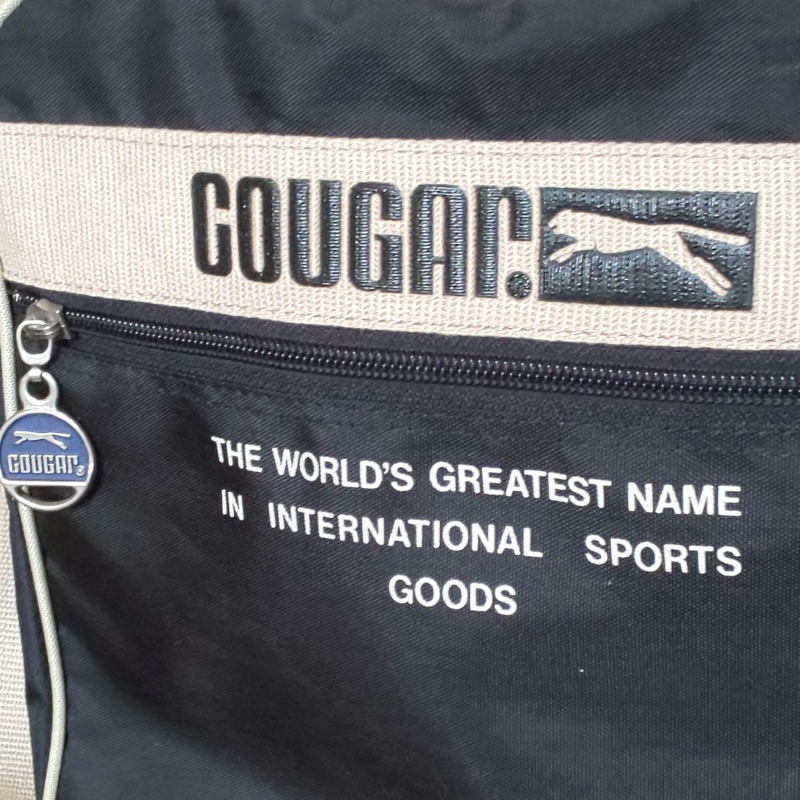 COUGAR.
COUGAR
THE WORLD'S GREATEST NAME
IN INTERNATIONAL SPORTS
GOODS